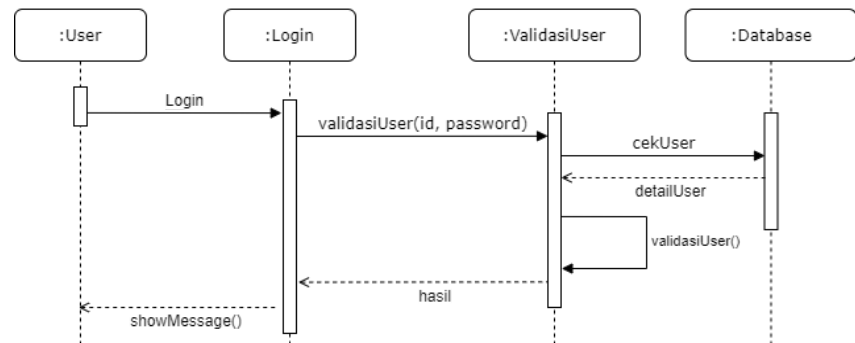 :User
:Login
:ValidasiUser
:Database
Login
validasiUser(id, password)
cekUser
detailUser
validasiUser()
hasil
showMessage()